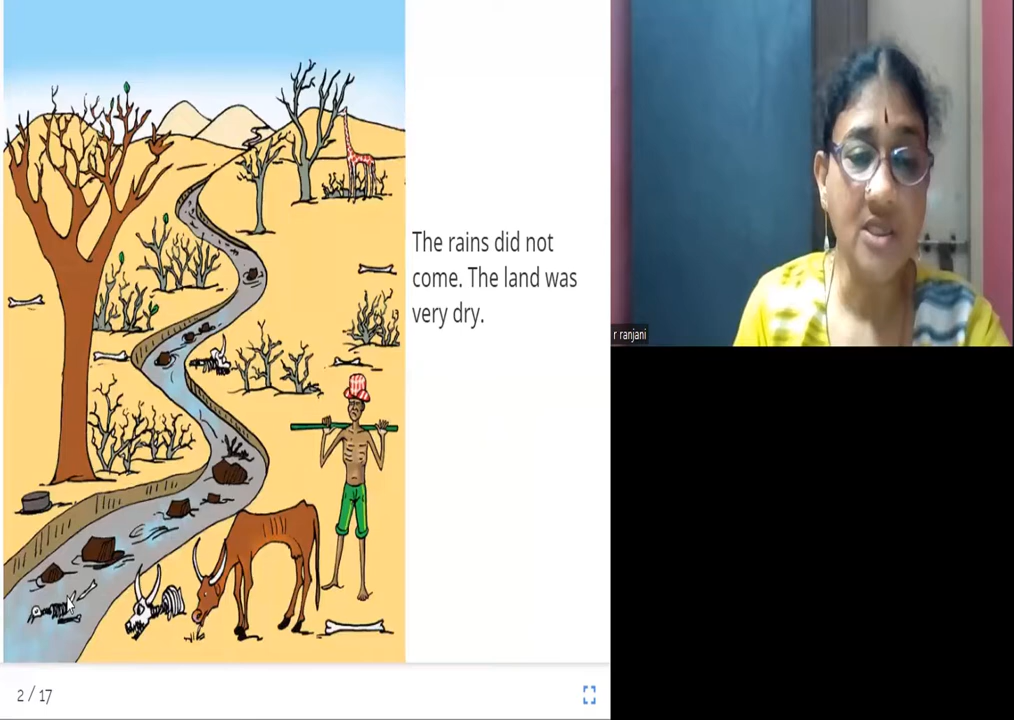 The rains did not
come. The land was
very dry.
r ranjani
2 / 17